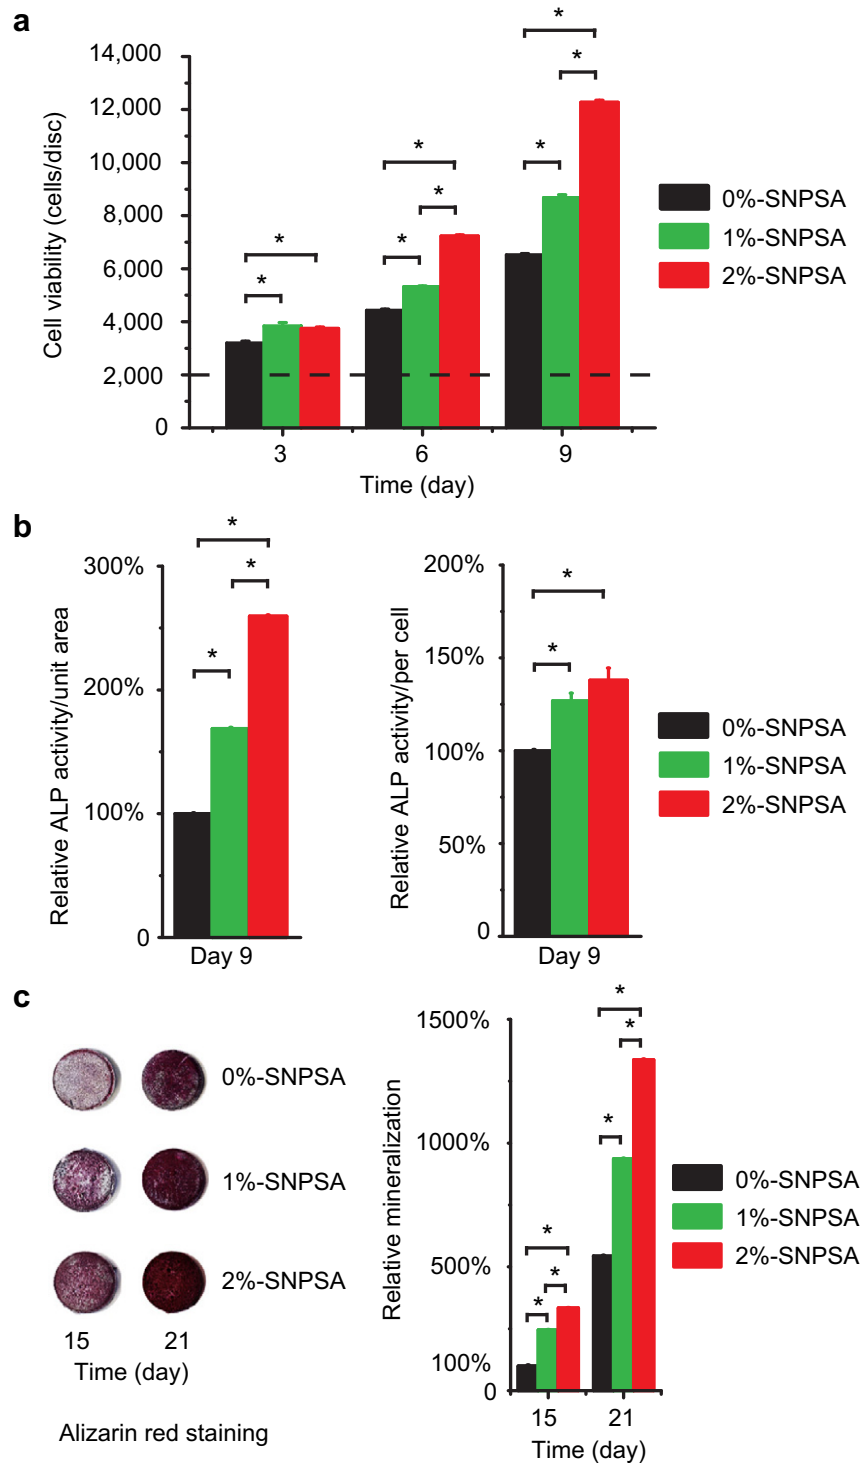 a
Cell viability (cells/disc)
14,000
12,000
10,000
8,000
6,000
4,000
2,000
0
* * * * * * * *
3 6 9
Time (day)
0%-SNPSA
1%-SNPSA
2%-SNPSA
b
Relative ALP activity/unit area
300%
200%
100%
0
* * *
Day 9
Relative ALP activity/per cell
200%
150%
100%
50%
0
* *
Day 9
0%-SNPSA
1%-SNPSA
2%-SNPSA
c
0%-SNPSA
1%-SNPSA
2%-SNPSA
15 21
Time (day)
Alizarin red staining
Relative mineralization
1500%
1000%
500%
100%
0
* * * * * *
15 21
Time (day)
0%-SNPSA
1%-SNPSA
2%-SNPSA